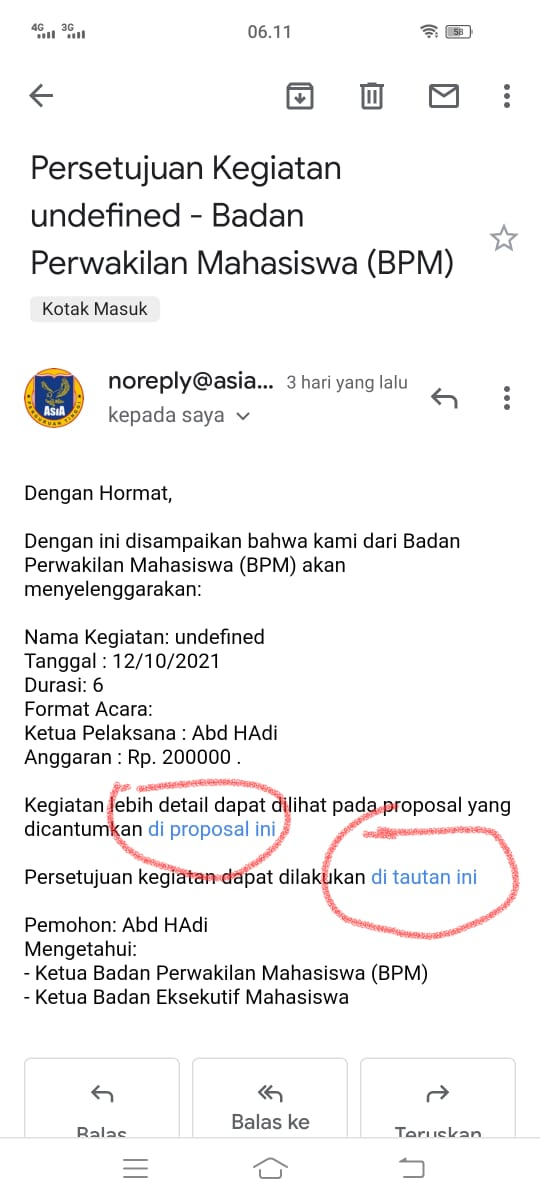 4G 3G 06.11 58
Persetujuan Kegiatan
undefined - Badan
Perwakilan Mahasiswa (BPM)
Kotak Masuk
noreply@asia... 3 hari yang lalu
kepada saya
ASIA
PERGURUAN TINGGI
Dengan Hormat,
Dengan ini disampaikan bahwa kami dari Badan
Perwakilan Mahasiswa (BPM) akan
menyelenggarakan:
Nama Kegiatan: undefined
Tanggal : 12/10/2021
Durasi: 6
Format Acara:
Ketua Pelaksana : Abd HAdi
Anggaran : Rp. 200000 .
Kegiatan lebih detail dapat dilihat pada proposal yang
dicantumkan di proposal ini
Persetujuan kegiatan dapat dilakukan di tautan ini
Pemohon: Abd HAdi
Mengetahui:
- Ketua Badan Perwakilan Mahasiswa (BPM)
- Ketua Badan Eksekutif Mahasiswa
Balas
Balas ke
Teruskan